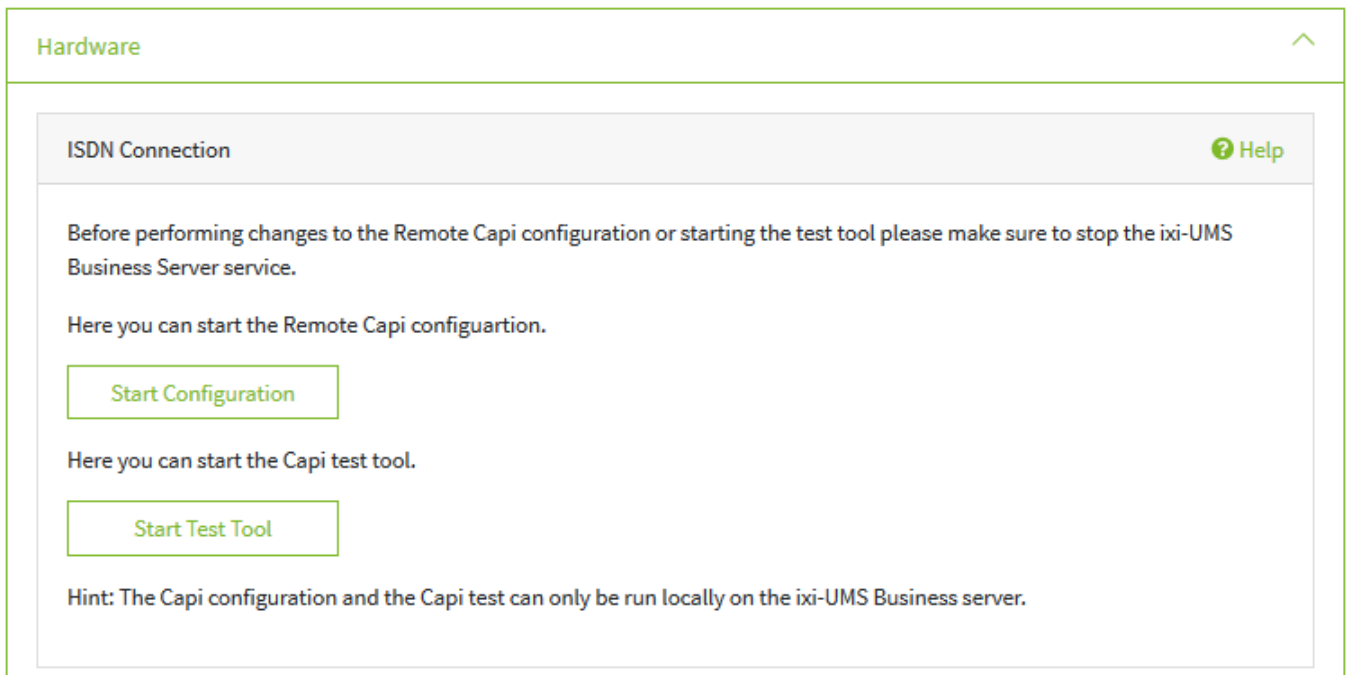 Hardware
ISDN Connection
Help
Before performing changes to the Remote Capi configuration or starting the test tool please make sure to stop the ixi-UMS
Business Server service.
Here you can start the Remote Capi configuartion.
Start Configuration
Here you can start the Capi test tool.
Start Test Tool
Hint: The Capi configuration and the Capi test can only be run locally on the ixi-UMS Business server.